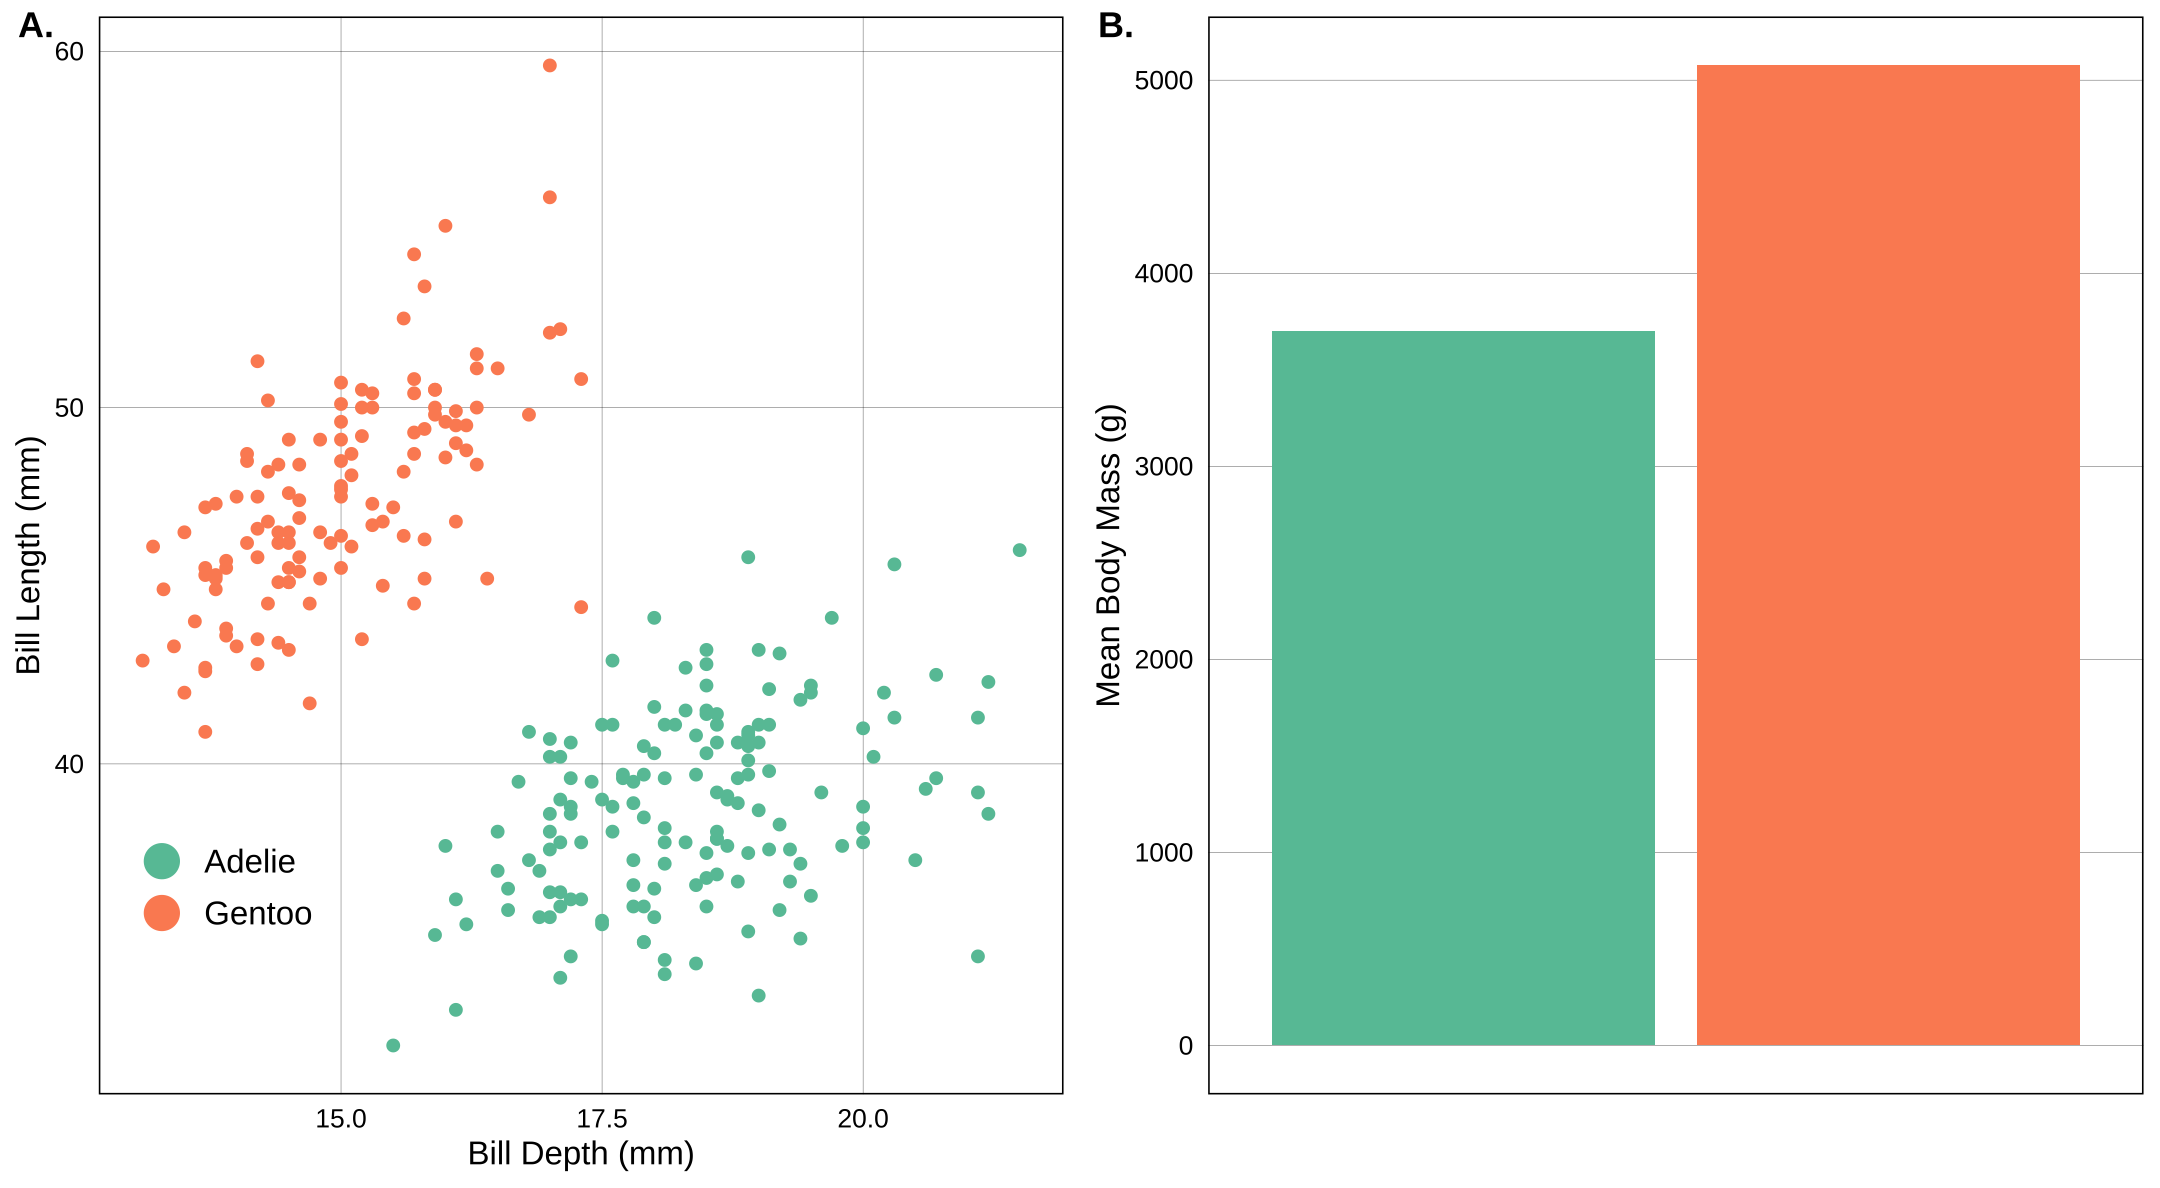 A.
60
50
40
Bill Length (mm)
Adelie
Gentoo
15.0 17.5 20.0
Bill Depth (mm)
B.
5000
4000
3000
2000
1000
0
Mean Body Mass (g)